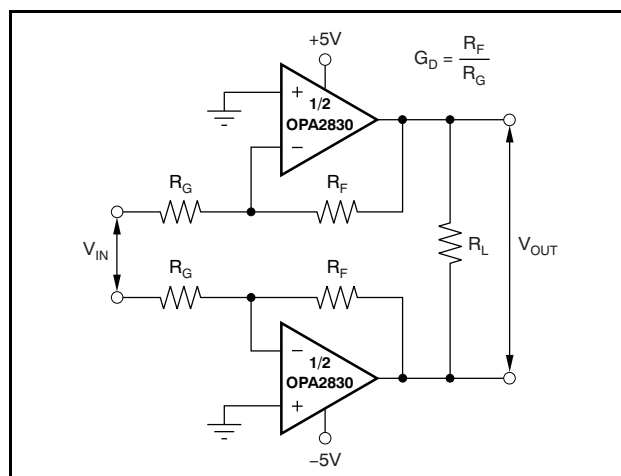 +5V
G_D = R_F / R_G
+
1/2
OPA2830
−
R_G
R_F
V_IN
R_L
V_OUT
R_G
R_F
−
1/2
OPA2830
+
−5V